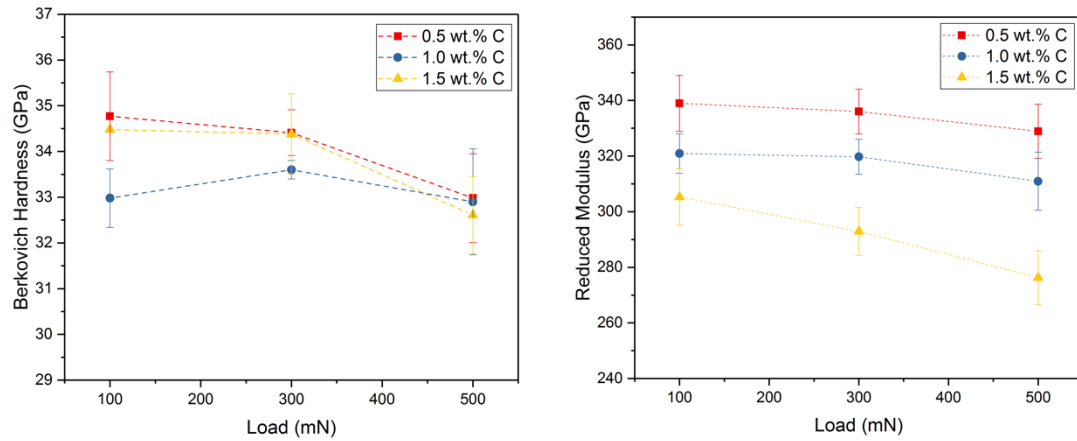 37
36
35
34
33
32
31
30
29
Berkovich Hardness (GPa)
100
200
300
400
500
Load (mN)
0.5 wt.% C
1.0 wt.% C
1.5 wt.% C
360
340
320
300
280
260
240
Reduced Modulus (GPa)
100
200
300
400
500
Load (mN)
0.5 wt.% C
1.0 wt.% C
1.5 wt.% C